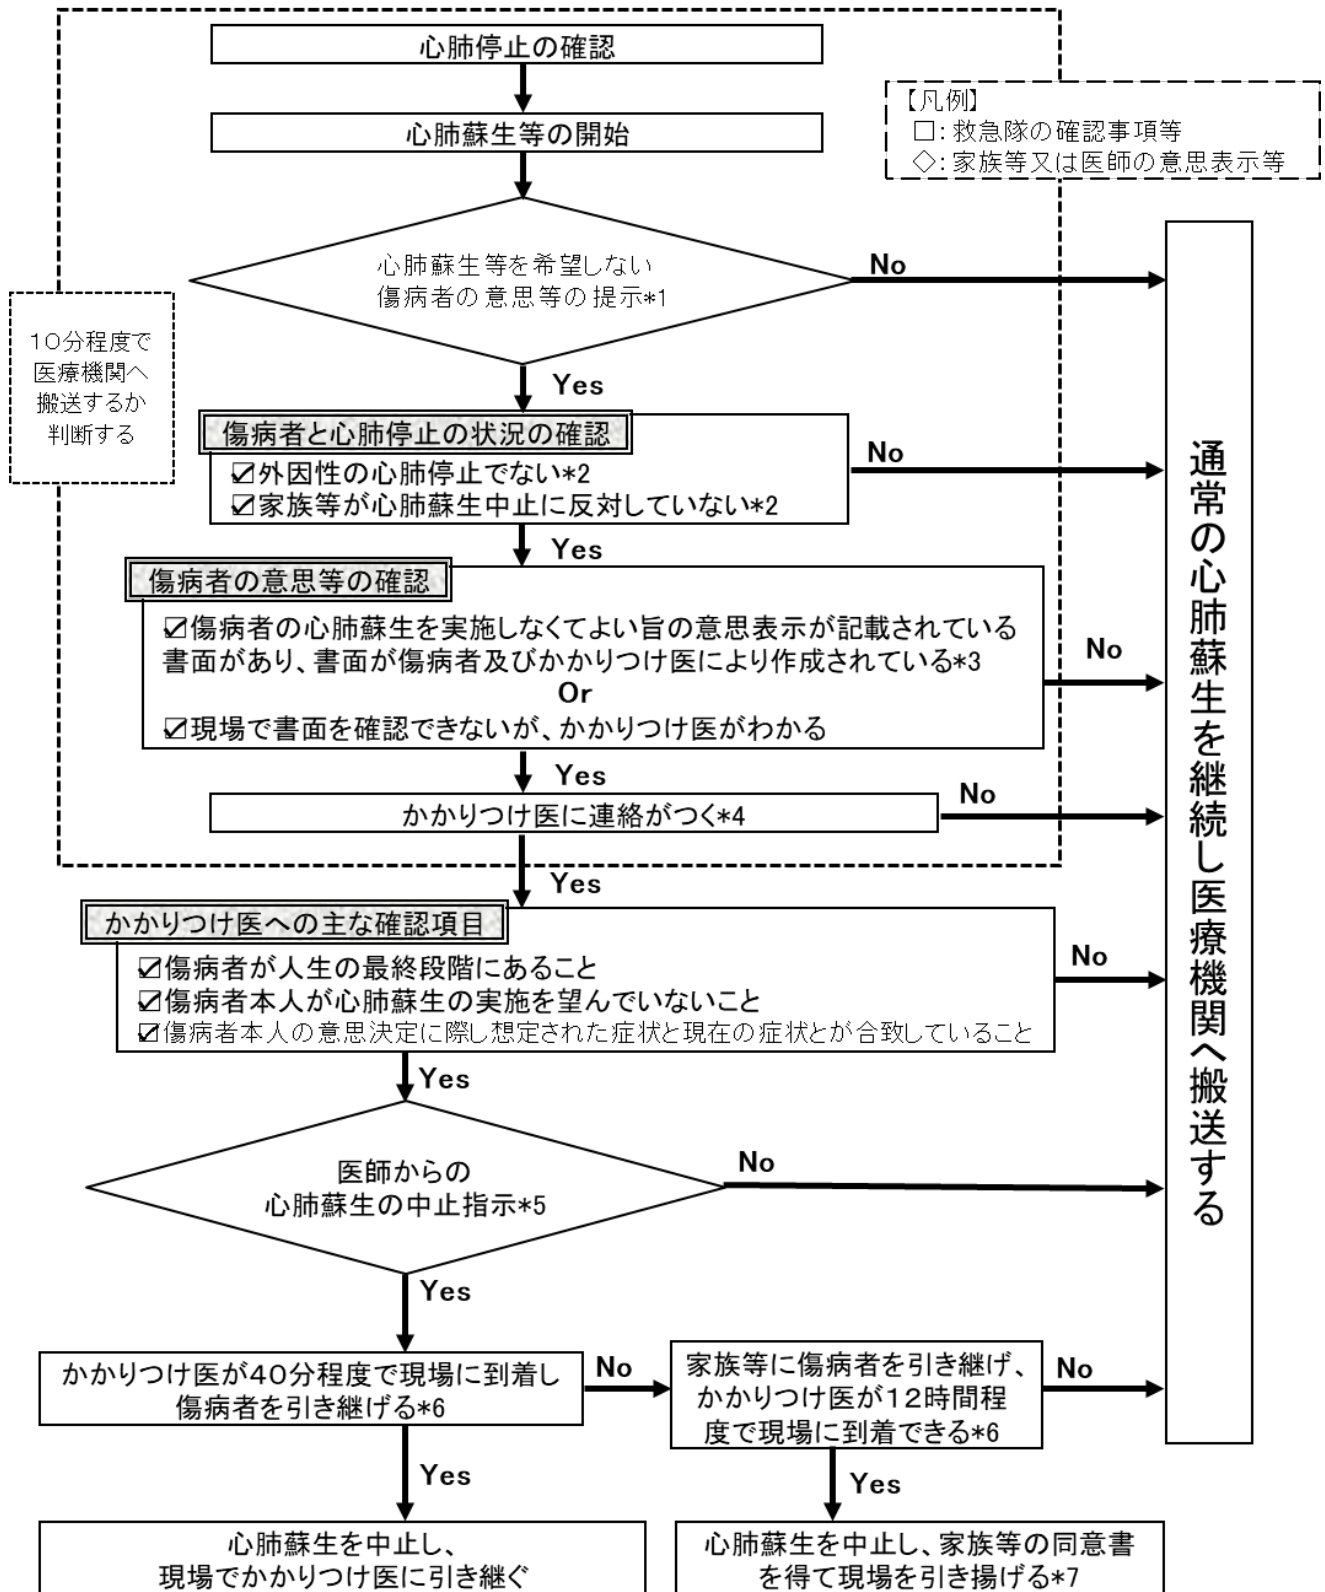 心肺停止の確認
【凡例】
□:救急隊の確認事項等
◇:家族等又は医師の意思表示等
心肺蘇生等の開始
心肺蘇生等を希望しない
傷病者の意思等の提示*1
No
Yes
10分程度で
医療機関へ
搬送するか
判断する
傷病者と心肺停止の状況の確認
☑外因性の心肺停止でない*2
☑家族等が心肺蘇生中止に反対していない*2
No
Yes
傷病者の意思等の確認
☑傷病者の心肺蘇生を実施しなくてよい旨の意思表示が記載されている
書面があり、書面が傷病者及びかかりつけ医により作成されている*3
Or
☑現場で書面を確認できないが、かかりつけ医がわかる
No
Yes
かかりつけ医に連絡がつく*4
No
Yes
かかりつけ医への主な確認項目
☑傷病者が人生の最終段階にあること
☑傷病者本人が心肺蘇生の実施を望んでいないこと
☑傷病者本人の意思決定に際し想定された症状と現在の症状とが合致していること
No
Yes
医師からの
心肺蘇生の中止指示*5
No
Yes
かかりつけ医が40分程度で現場に到着し
傷病者を引き継げる*6
No
Yes
家族等に傷病者を引き継げ、
かかりつけ医が12時間程
度で現場に到着できる*6
No
Yes
心肺蘇生を中止し、
現場でかかりつけ医に引き継ぐ
心肺蘇生を中止し、家族等の同意書
を得て現場を引き揚げる*7
通常の心肺蘇生を継続し医療機関へ搬送する